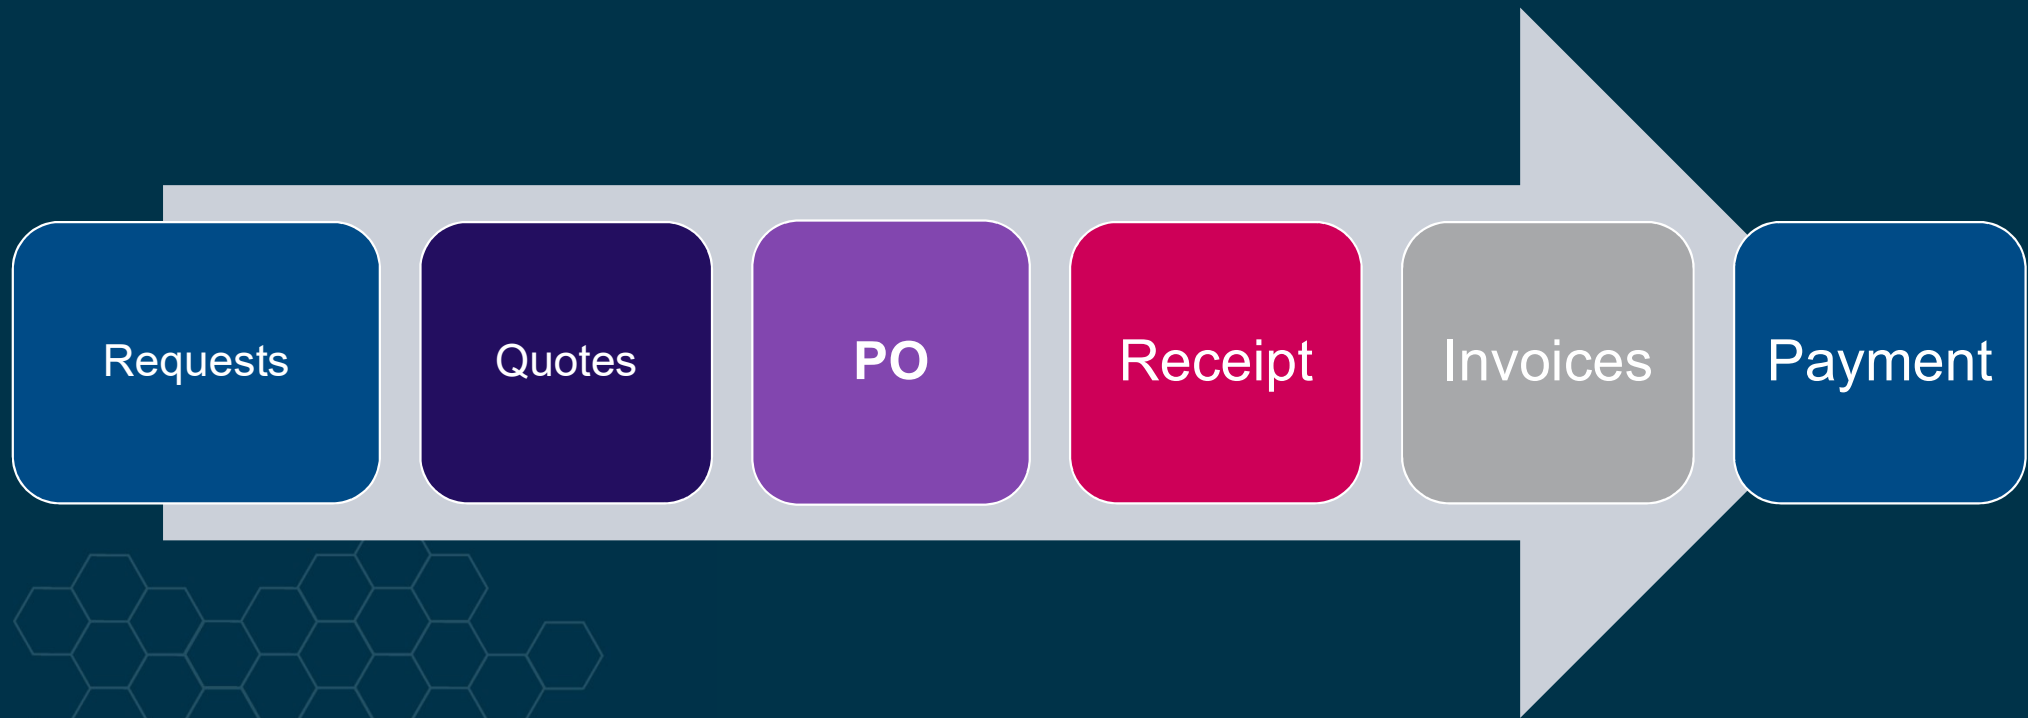 Requests
Quotes
PO
Receipt
Invoices
Payment